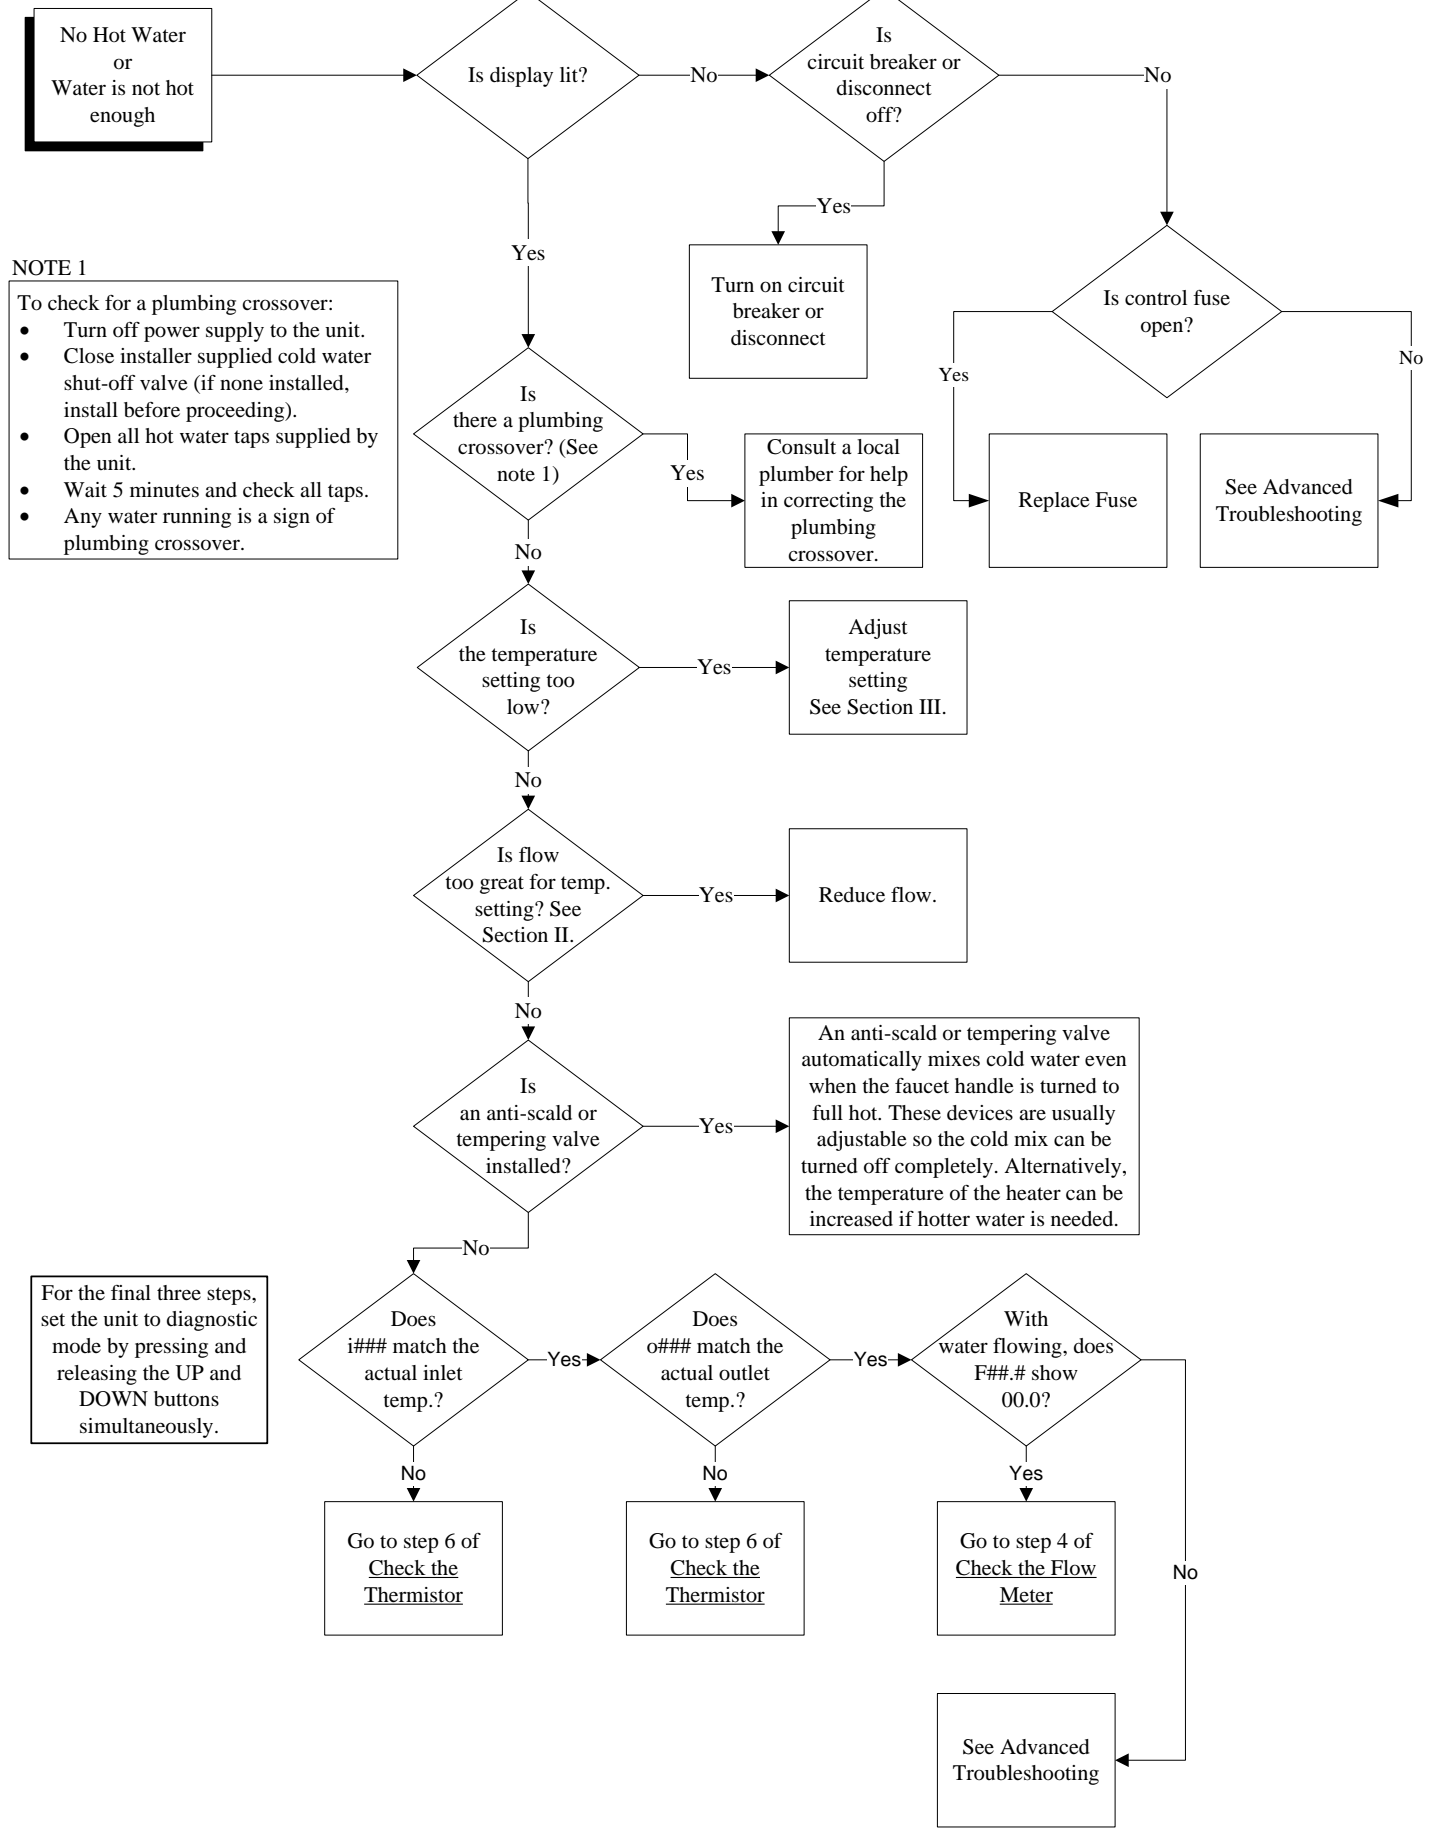 No Hot Water
or
Water is not hot
enough
Is display lit?
No
Is
circuit breaker or
disconnect
off?
No
Yes
Yes
Turn on circuit
breaker or
disconnect
Is control fuse
open?
Yes
No
Replace Fuse
See Advanced
Troubleshooting
NOTE 1
To check for a plumbing crossover:
• Turn off power supply to the unit.
• Close installer supplied cold water
shut-off valve (if none installed,
install before proceeding).
• Open all hot water taps supplied by
the unit.
• Wait 5 minutes and check all taps.
• Any water running is a sign of
plumbing crossover.
Is
there a plumbing
crossover? (See
note 1)
Yes
Consult a local
plumber for help
in correcting the
plumbing
crossover.
No
Is
the temperature
setting too
low?
Yes
Adjust
temperature
setting
See Section III.
No
Is flow
too great for temp.
setting? See
Section II.
Yes
Reduce flow.
No
Is
an anti-scald or
tempering valve
installed?
Yes
An anti-scald or tempering valve
automatically mixes cold water even
when the faucet handle is turned to
full hot. These devices are usually
adjustable so the cold mix can be
turned off completely. Alternatively,
the temperature of the heater can be
increased if hotter water is needed.
No
For the final three steps,
set the unit to diagnostic
mode by pressing and
releasing the UP and
DOWN buttons
simultaneously.
Does
i### match the
actual inlet
temp.?
Yes
Does
o### match the
actual outlet
temp.?
Yes
With
water flowing, does
F##.# show
00.0?
No
No
Yes
No
Go to step 6 of
Check the
Thermistor
Go to step 6 of
Check the
Thermistor
Go to step 4 of
Check the Flow
Meter
See Advanced
Troubleshooting